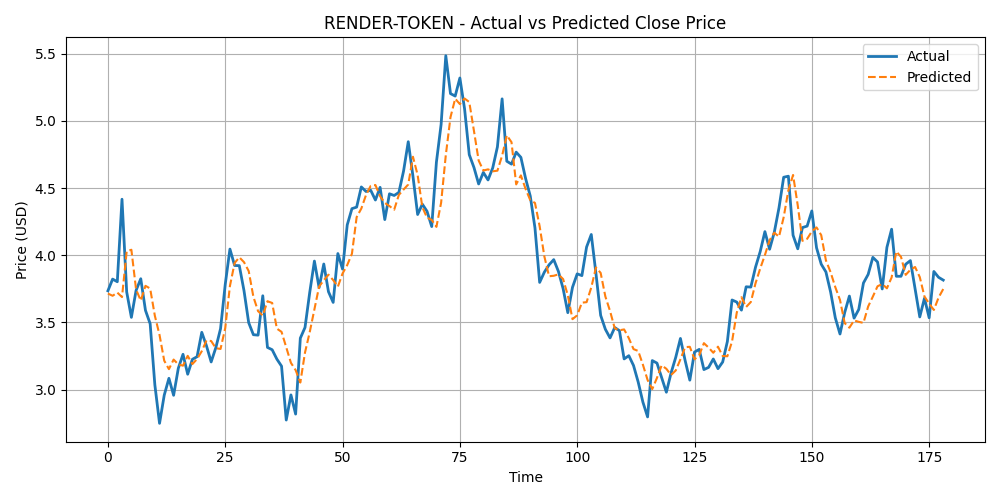 RENDER-TOKEN - Actual vs Predicted Close Price
Actual
Predicted
Price (USD)
5.5
5.0
4.5
4.0
3.5
3.0
0 25 50 75 100 125 150 175
Time